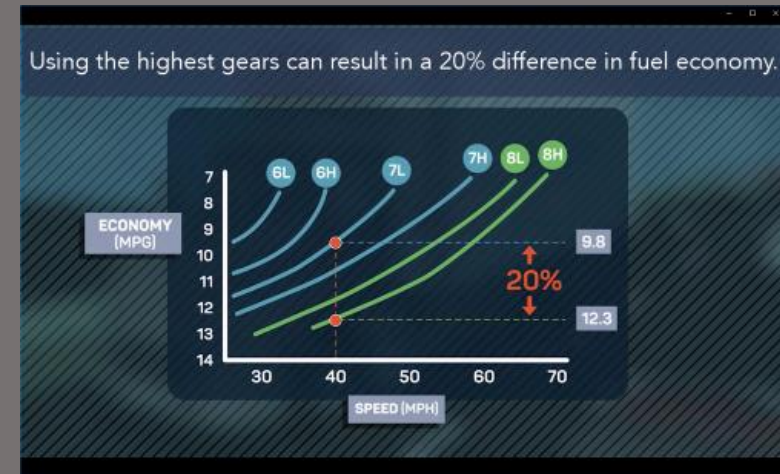 Using the highest gears can result in a 20% difference in fuel economy.
6L
6H
7L
7H
8L
8H
7
8
9
10
11
12
13
14
ECONOMY
(MPG)
9.8
20%
12.3
30
40
50
60
70
SPEED (MPH)